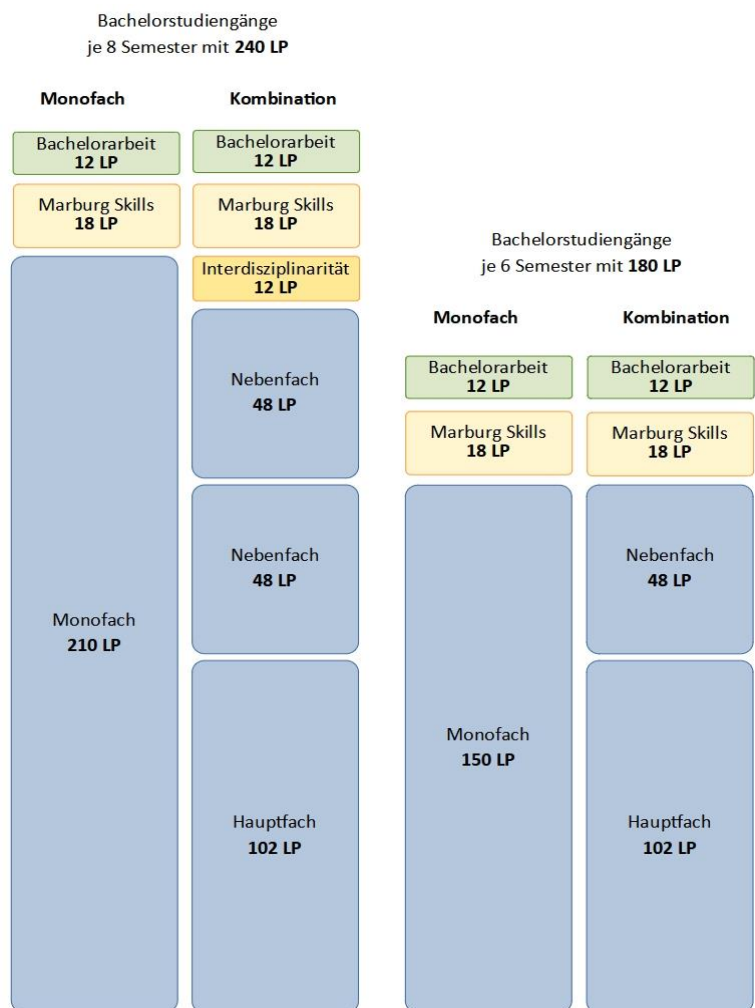 Bachelorstudiengänge
je 8 Semester mit 240 LP
Monofach
Kombination
Bachelorarbeit
12 LP
Marburg Skills
18 LP
Monofach
210 LP
Bachelorarbeit
12 LP
Marburg Skills
18 LP
Interdisziplinarität
12 LP
Nebenfach
48 LP
Nebenfach
48 LP
Hauptfach
102 LP
Bachelorstudiengänge
je 6 Semester mit 180 LP
Monofach
Kombination
Bachelorarbeit
12 LP
Marburg Skills
18 LP
Monofach
150 LP
Bachelorarbeit
12 LP
Marburg Skills
18 LP
Nebenfach
48 LP
Hauptfach
102 LP